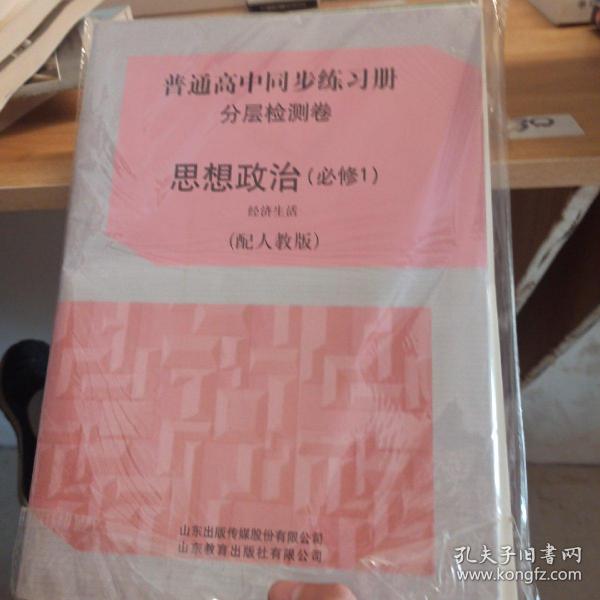 普通高中同步练习册
分层检测卷
思想政治(必修1)
经济生活
(配人教版)
山东出版传媒股份有限公司
山东教育出版社有限公司
孔夫子旧书网
www.kongfz.com